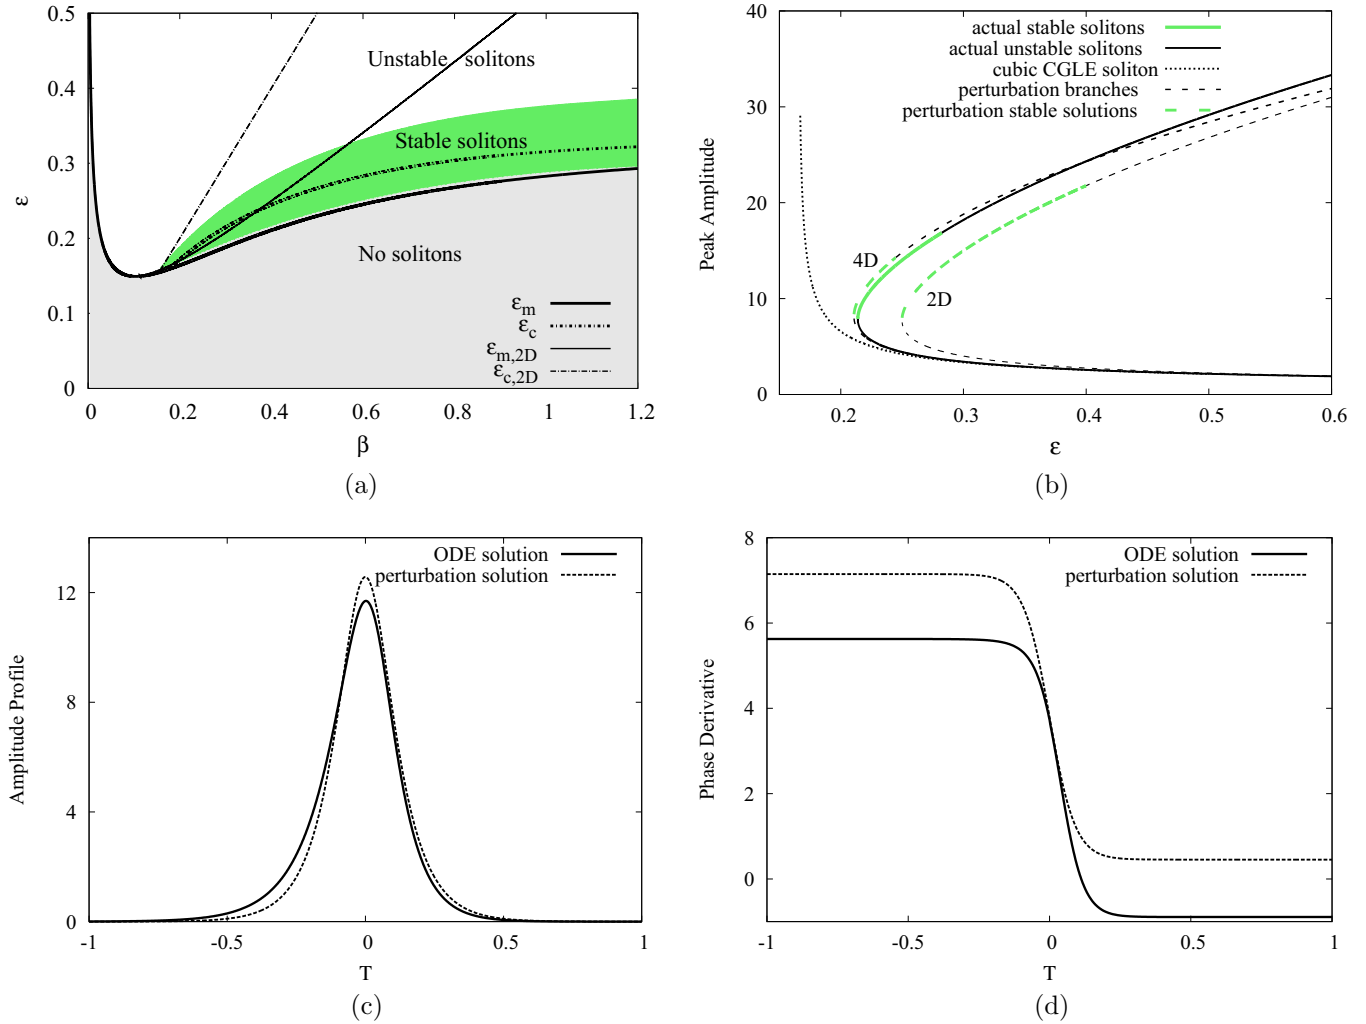 0.5
0.4
0.3
0.2
0.1
0
ε
Unstable solitons
Stable solitons
No solitons
εm
εc
εm,2D
εc,2D
0 0.2 0.4 0.6 0.8 1 1.2
β
(a)
40
30
20
10
0
Peak Amplitude
actual stable solitons
actual unstable solitons
cubic CGLE soliton
perturbation branches
perturbation stable solutions
4D
2D
0.2 0.3 0.4 0.5 0.6
ε
(b)
12
8
4
0
Amplitude Profile
ODE solution
perturbation solution
-1 -0.5 0 0.5 1
T
(c)
8
6
4
2
0
Phase Derivative
ODE solution
perturbation solution
-1 -0.5 0 0.5 1
T
(d)